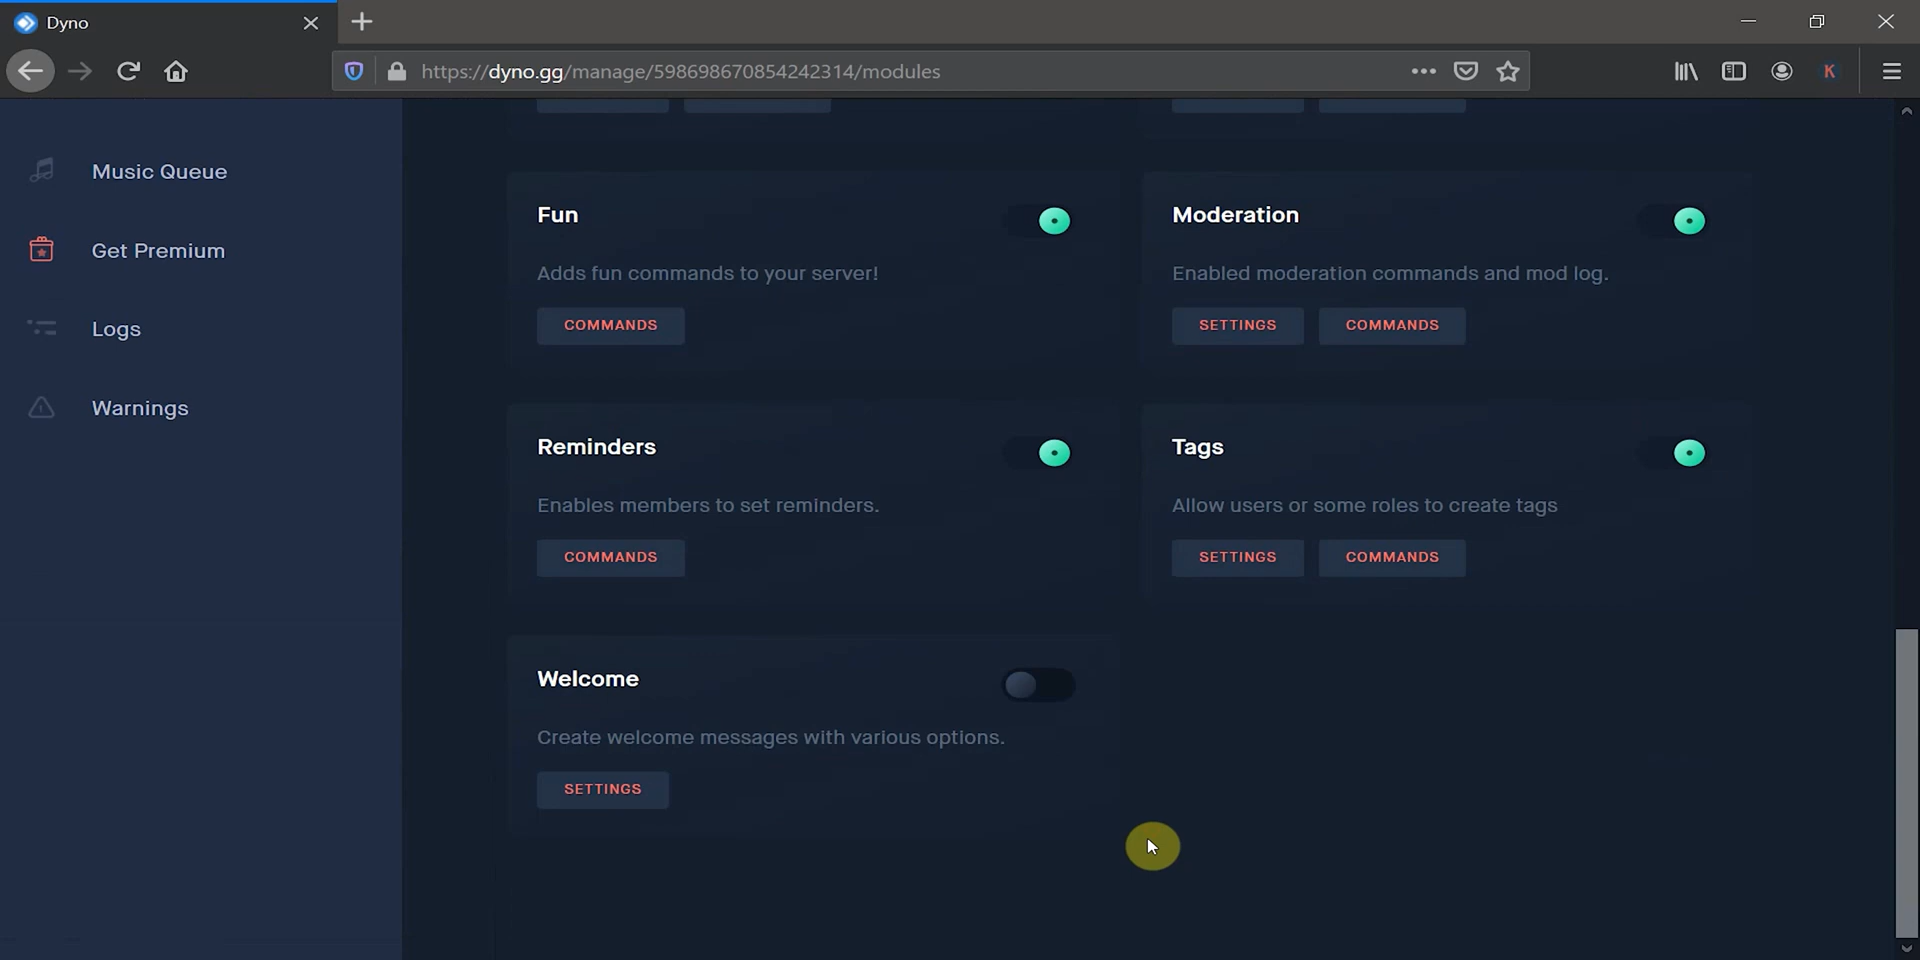 Dyno
https://dyno.gg/manage/598698670854242314/modules
K
Music Queue
Get Premium
Logs
Warnings
Fun
Adds fun commands to your server!
COMMANDS
Moderation
Enabled moderation commands and mod log.
SETTINGS COMMANDS
Reminders
Enables members to set reminders.
COMMANDS
Tags
Allow users or some roles to create tags
SETTINGS COMMANDS
Welcome
Create welcome messages with various options.
SETTINGS